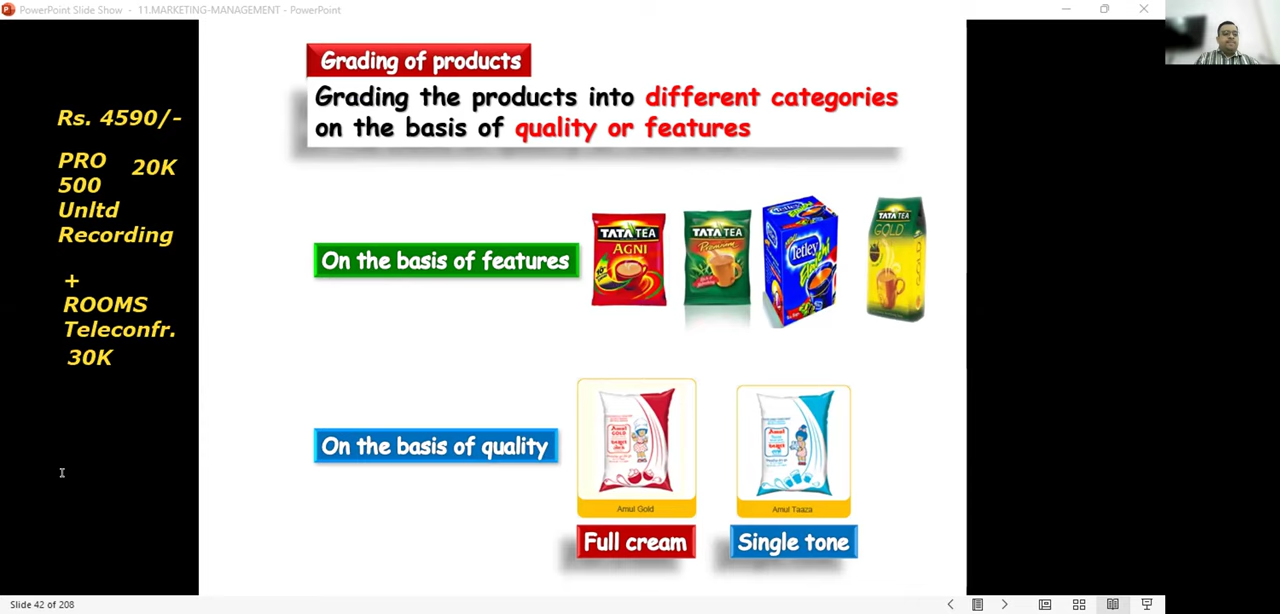 PowerPoint Slide Show - 11.MARKETING-MANAGEMENT - PowerPoint
Grading of products
Grading the products into different categories
on the basis of quality or features
Rs. 4590/-
PRO 20K
500
Unltd
Recording
+
ROOMS
Teleconfr.
30K
On the basis of features
TATA TEA
AGNI
TATA TEA
Premium
Tetley
TATA TEA
GOLD
On the basis of quality
Amul
GOLD
Amul
Amul Gold
Amul Taaza
Full cream
Single tone
Slide 42 of 208